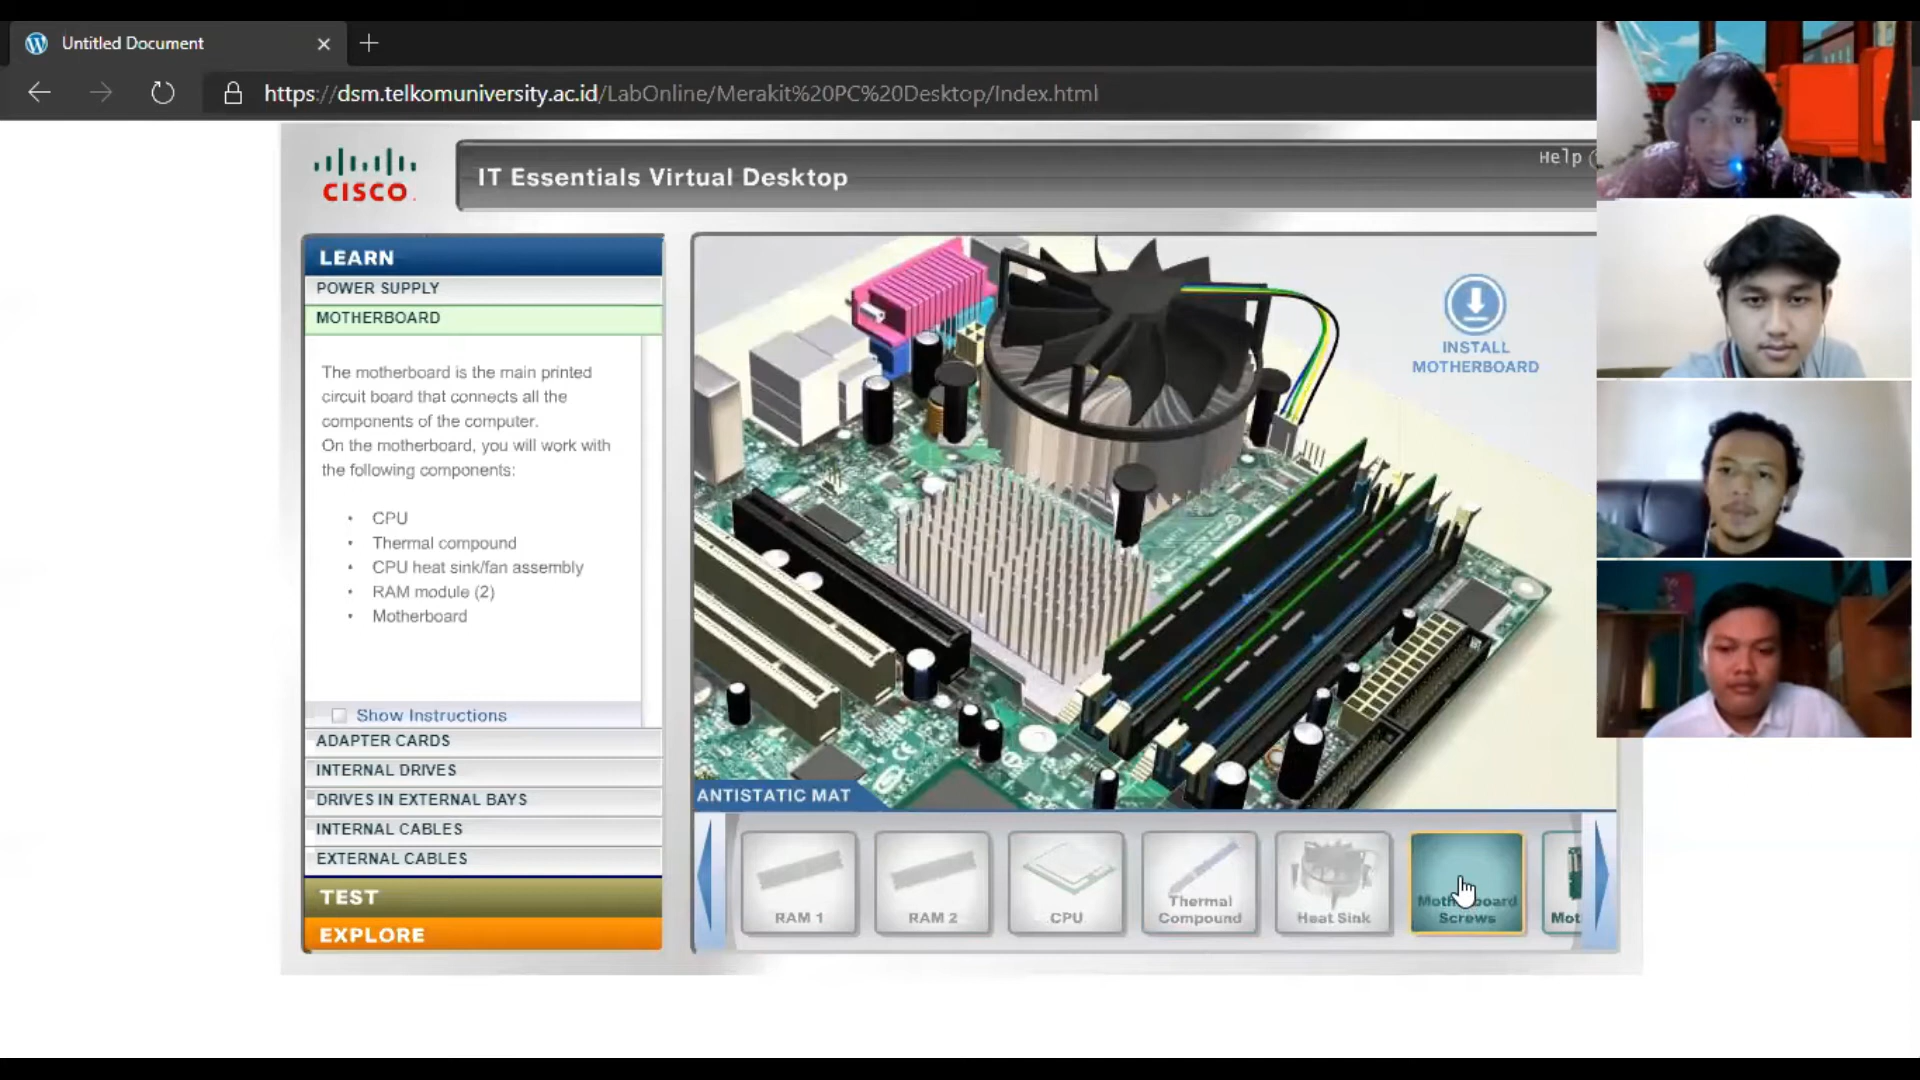 Untitled Document
https://dsm.telkomuniversity.ac.id/LabOnline/Merakit%20PC%20Desktop/Index.html
CISCO
IT Essentials Virtual Desktop
Help
LEARN
POWER SUPPLY
MOTHERBOARD
The motherboard is the main printed
circuit board that connects all the
components of the computer.
On the motherboard, you will work with
the following components:
• CPU
• Thermal compound
• CPU heat sink/fan assembly
• RAM module (2)
• Motherboard
Show Instructions
ADAPTER CARDS
INTERNAL DRIVES
DRIVES IN EXTERNAL BAYS
INTERNAL CABLES
EXTERNAL CABLES
TEST
EXPLORE
INSTALL
MOTHERBOARD
ANTISTATIC MAT
RAM 1
RAM 2
CPU
Thermal
Compound
Heat Sink
Motherboard
Screws
Mot